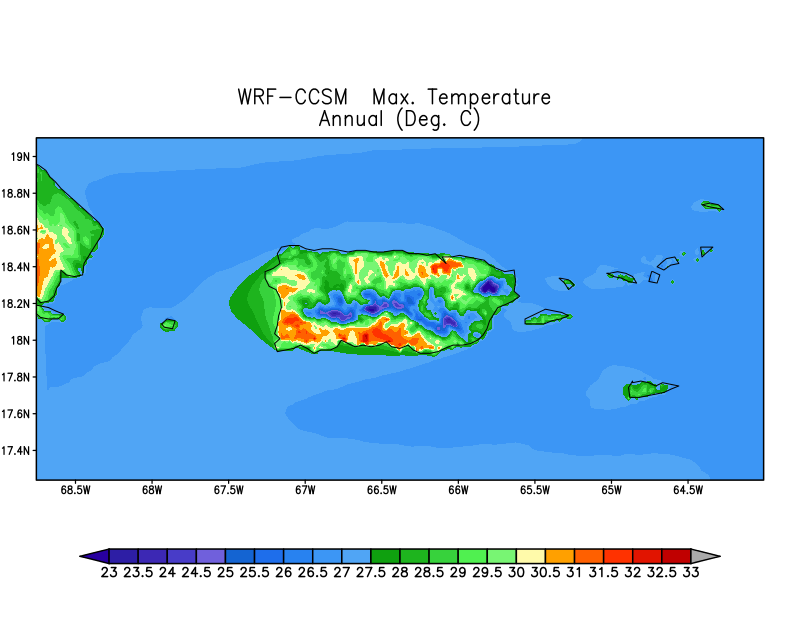 WRF-CCSM  Max. Temperature
Annual (Deg. C)
19N
18.8N
18.6N
18.4N
18.2N
18N
17.8N
17.6N
17.4N
68.5W 68W 67.5W 67W 66.5W 66W 65.5W 65W 64.5W
23 23.5 24 24.5 25 25.5 26 26.5 27 27.5 28 28.5 29 29.5 30 30.5 31 31.5 32 32.5 33